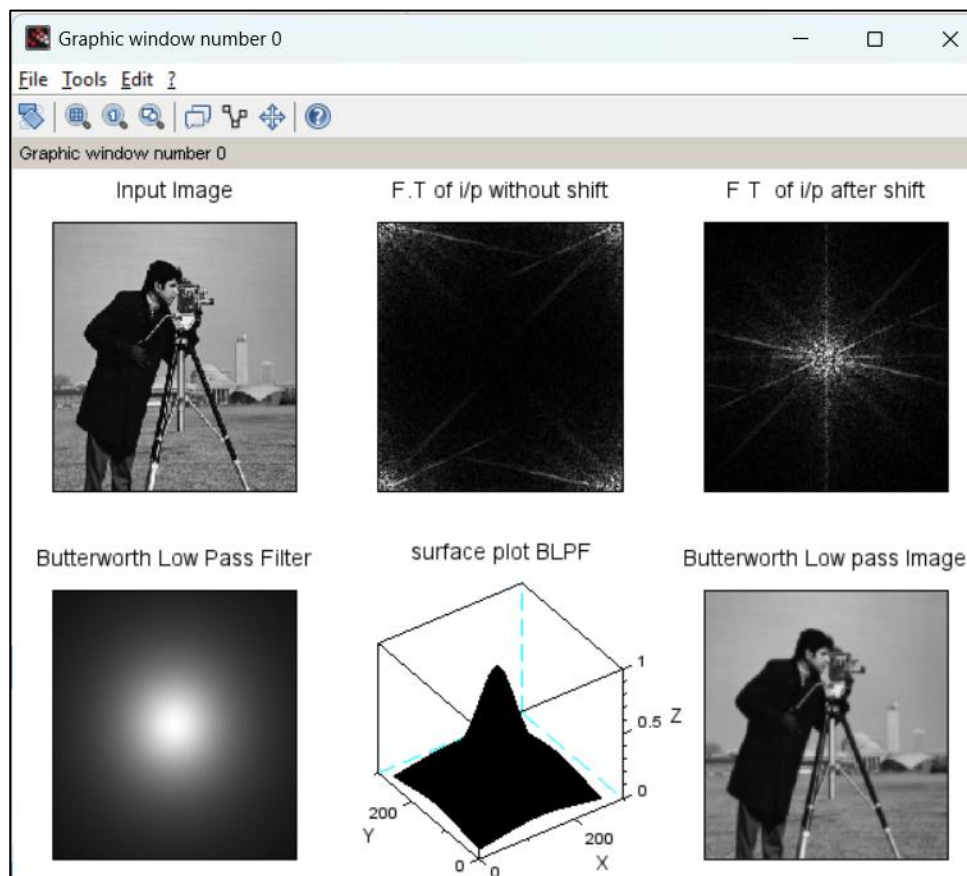 Graphic window number 0
File Tools Edit ?
Graphic window number 0
Input Image
F.T of i/p without shift
F T of i/p after shift
Butterworth Low Pass Filter
surface plot BLPF
1
0.5
Z
0
200
Y
0
0
X
200
Butterworth Low pass Image